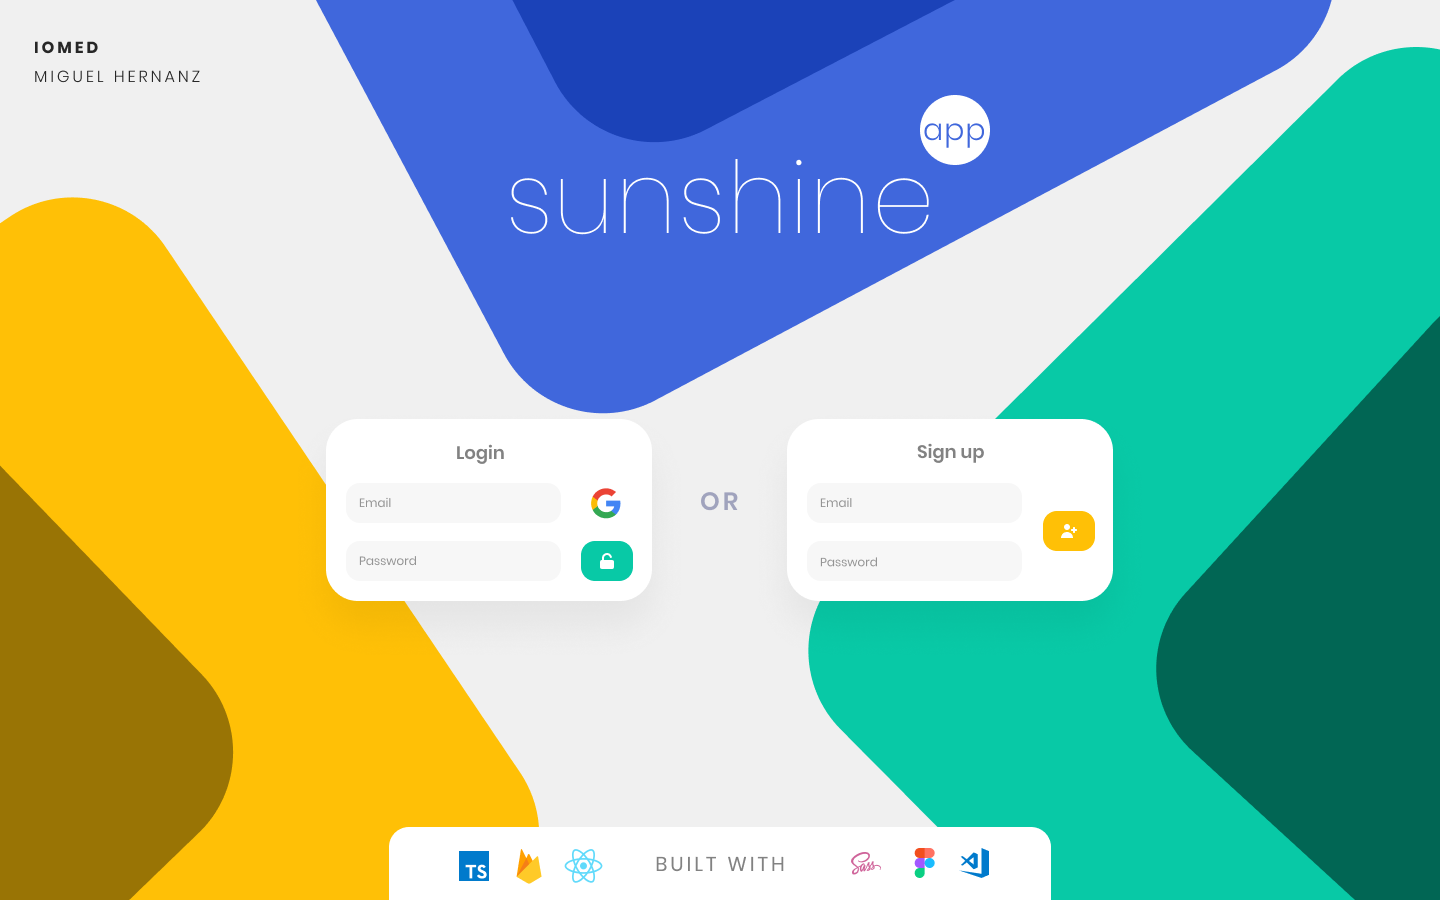 IOMED
MIGUEL HERNANZ
app
sunshine
Login
Email
Password
OR
Sign up
Email
Password
TS
BUILT WITH
Sass